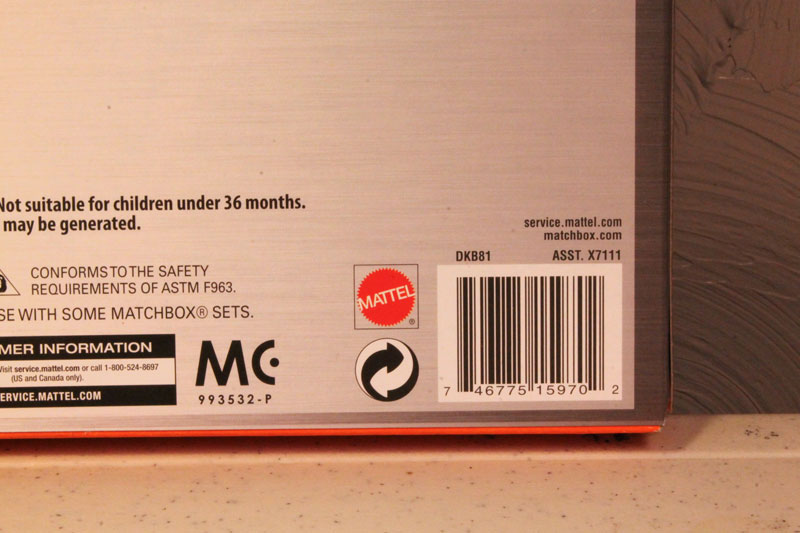 Not suitable for children under 36 months.
may be generated.
service.mattel.com
matchbox.com
DKB81 ASST. X7111
CONFORMS TO THE SAFETY
REQUIREMENTS OF ASTM F963.
SE WITH SOME MATCHBOX® SETS.
MATTEL®
MER INFORMATION
Visit service.mattel.com or call 1-800-524-8697
(US and Canada only).
SERVICE.MATTEL.COM
MC
993532-P
7 46775 15970 2